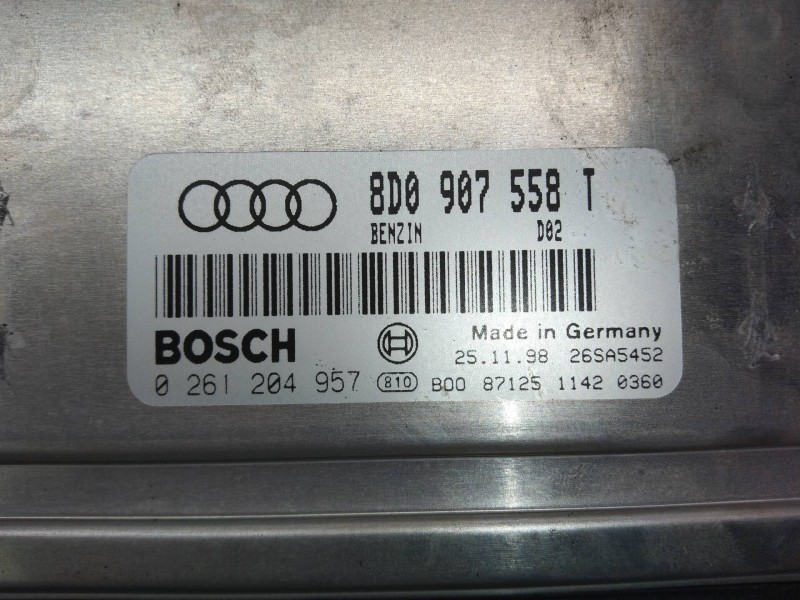 8D0 907 558 T
BENZIN D02
BOSCH Made in Germany
25.11.98 26SA5452
0 261 204 957 810 B00 87125 1142 0360